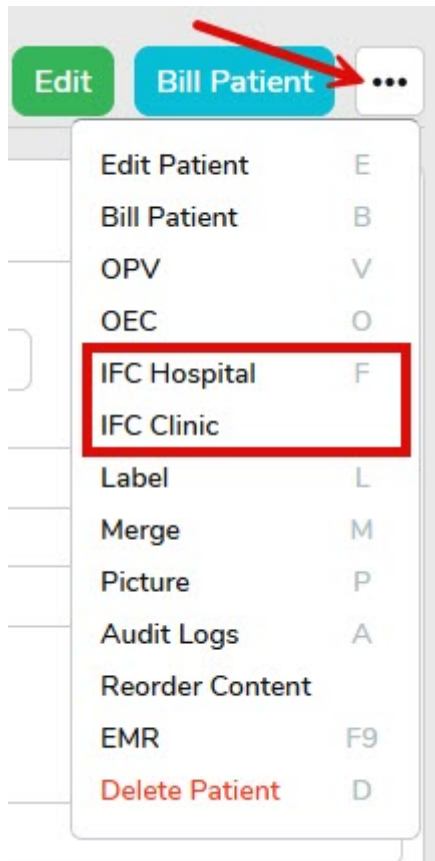 Edit Bill Patient •••
Edit Patient E
Bill Patient B
OPV V
OEC O
IFC Hospital F
IFC Clinic
Label L
Merge M
Picture P
Audit Logs A
Reorder Content
EMR F9
Delete Patient D